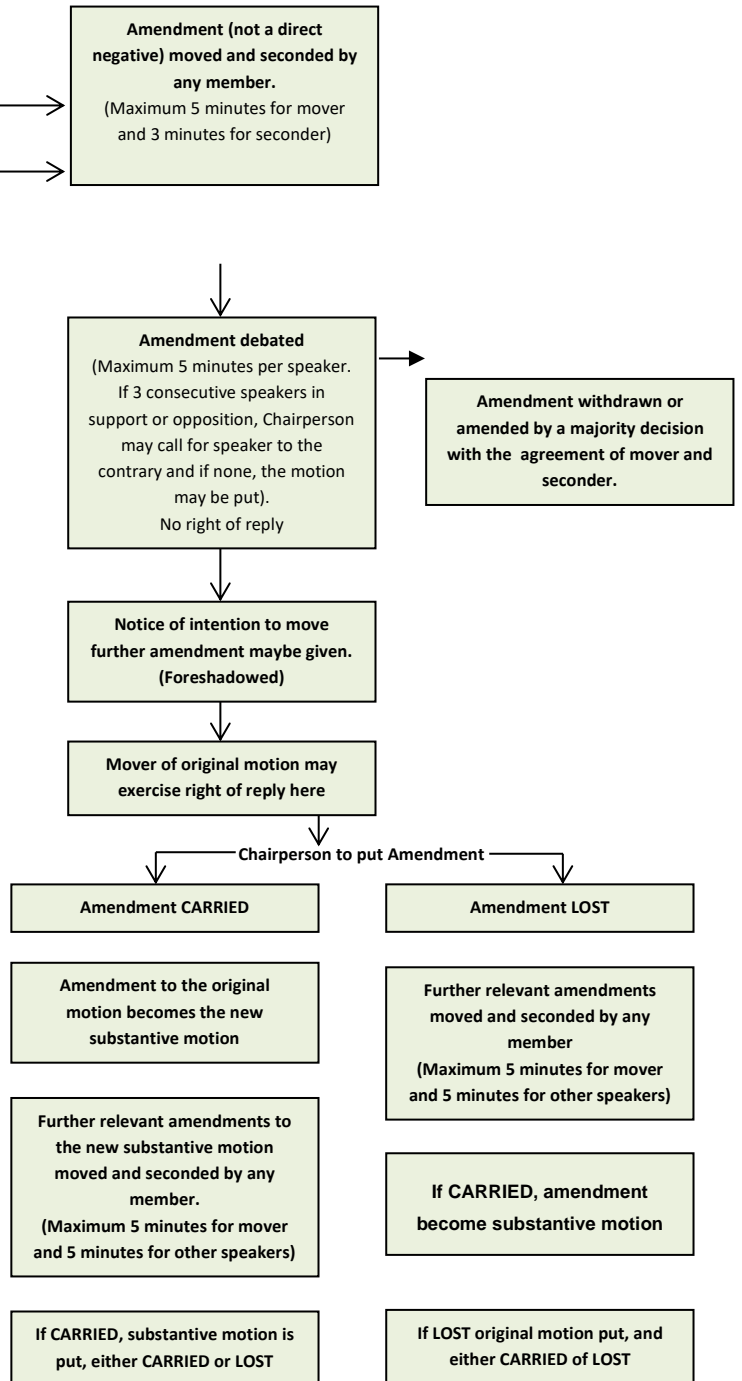 Amendment (not a direct
negative) moved and seconded by
any member.
(Maximum 5 minutes for mover
and 3 minutes for seconder)
Amendment debated
(Maximum 5 minutes per speaker.
If 3 consecutive speakers in
support or opposition, Chairperson
may call for speaker to the
contrary and if none, the motion
may be put).
No right of reply
Amendment withdrawn or
amended by a majority decision
with the agreement of mover and
seconder.
Notice of intention to move
further amendment maybe given.
(Foreshadowed)
Mover of original motion may
exercise right of reply here
Chairperson to put Amendment
Amendment CARRIED
Amendment to the original
motion becomes the new
substantive motion
Further relevant amendments to
the new substantive motion
moved and seconded by any
member.
(Maximum 5 minutes for mover
and 5 minutes for other speakers)
If CARRIED, substantive motion is
put, either CARRIED or LOST
Amendment LOST
Further relevant amendments
moved and seconded by any
member
(Maximum 5 minutes for mover
and 5 minutes for other speakers)
If CARRIED, amendment
become substantive motion
If LOST original motion put, and
either CARRIED of LOST